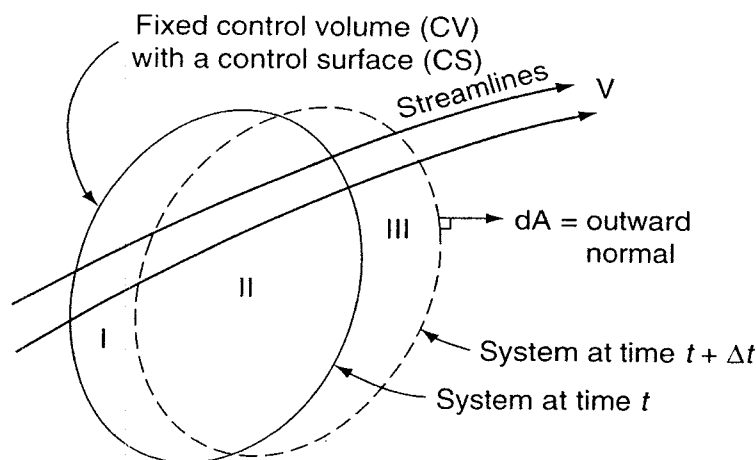 Fixed control volume (CV)
with a control surface (CS)
Streamlines
V
III
dA = outward
normal
II
I
System at time t + Δt
System at time t